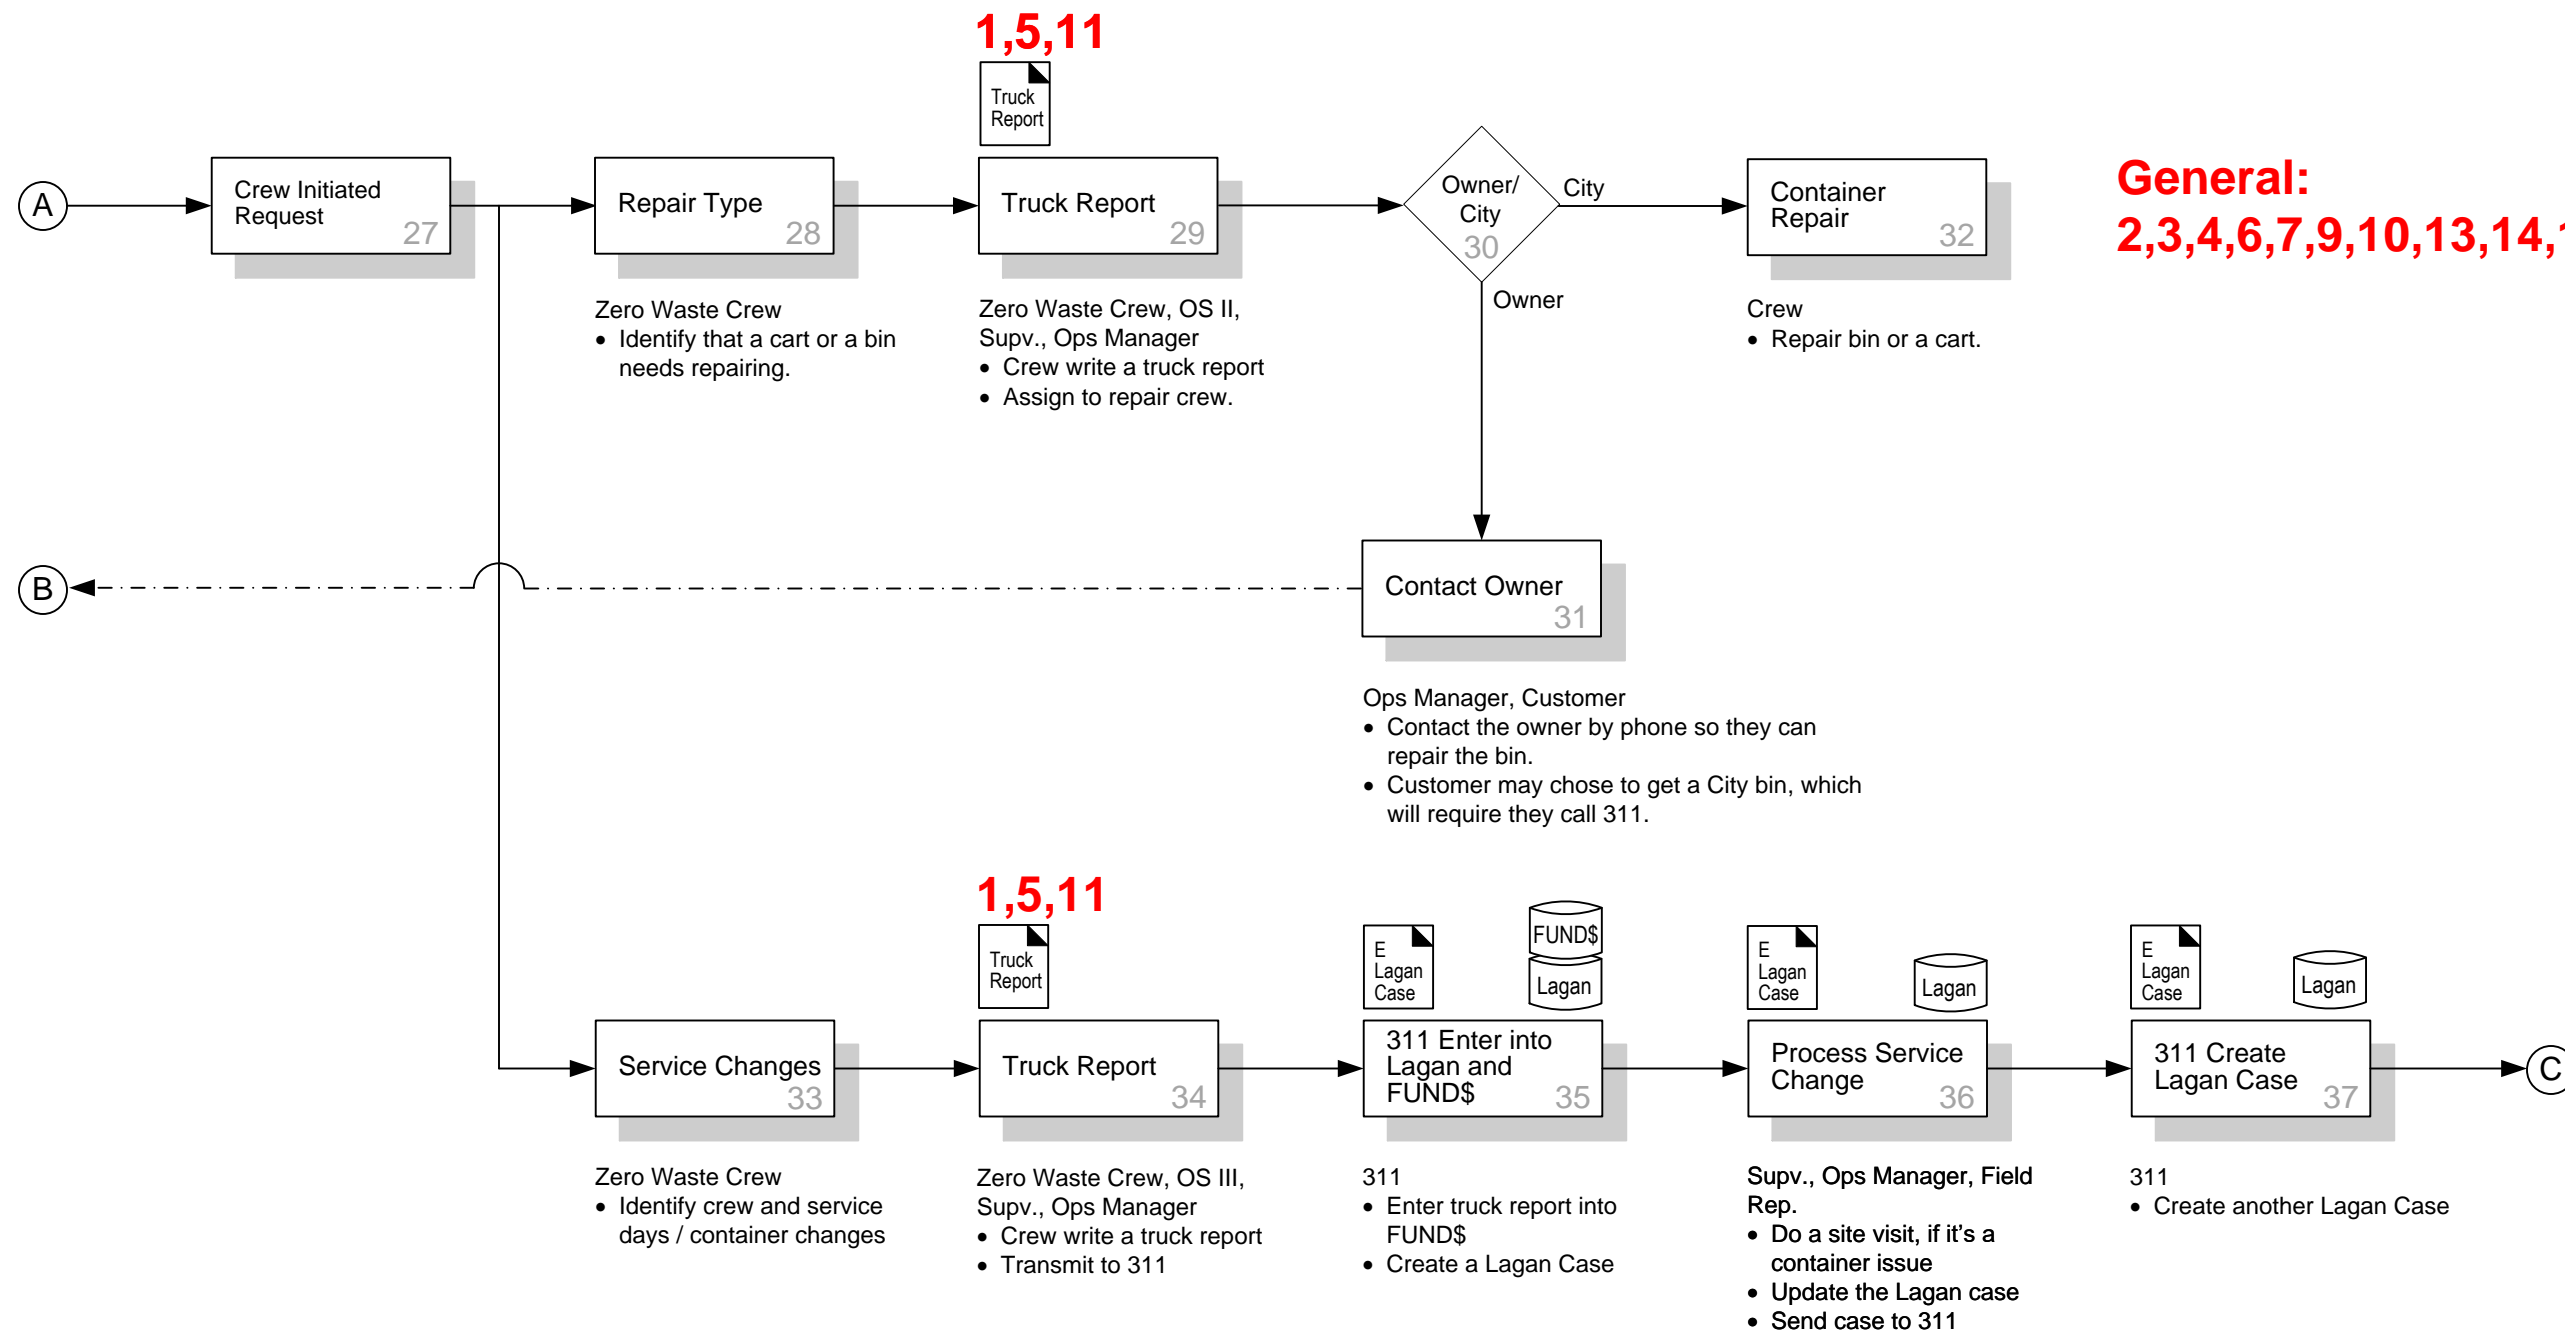 1,5,11
Truck
Report
A
Crew Initiated
Request
27
Repair Type
28
Truck Report
29
Owner/
City
30
City
Owner
Container
Repair
32
General:
2,3,4,6,7,9,10,13,14,
Zero Waste Crew
• Identify that a cart or a bin
needs repairing.
Zero Waste Crew, OS II,
Supv., Ops Manager
• Crew write a truck report
• Assign to repair crew.
Crew
• Repair bin or a cart.
B
Contact Owner
31
Ops Manager, Customer
• Contact the owner by phone so they can
repair the bin.
• Customer may chose to get a City bin, which
will require they call 311.
1,5,11
Truck
Report
E
Lagan
Case
FUND$
Lagan
E
Lagan
Case
Lagan
E
Lagan
Case
Lagan
Service Changes
33
Truck Report
34
311 Enter into
Lagan and
FUND$
35
Process Service
Change
36
311 Create
Lagan Case
37
C
Zero Waste Crew
• Identify crew and service
days / container changes
Zero Waste Crew, OS III,
Supv., Ops Manager
• Crew write a truck report
• Transmit to 311
311
• Enter truck report into
FUND$
• Create a Lagan Case
Supv., Ops Manager, Field
Rep.
• Do a site visit, if it's a
container issue
• Update the Lagan case
• Send case to 311
311
• Create another Lagan Case